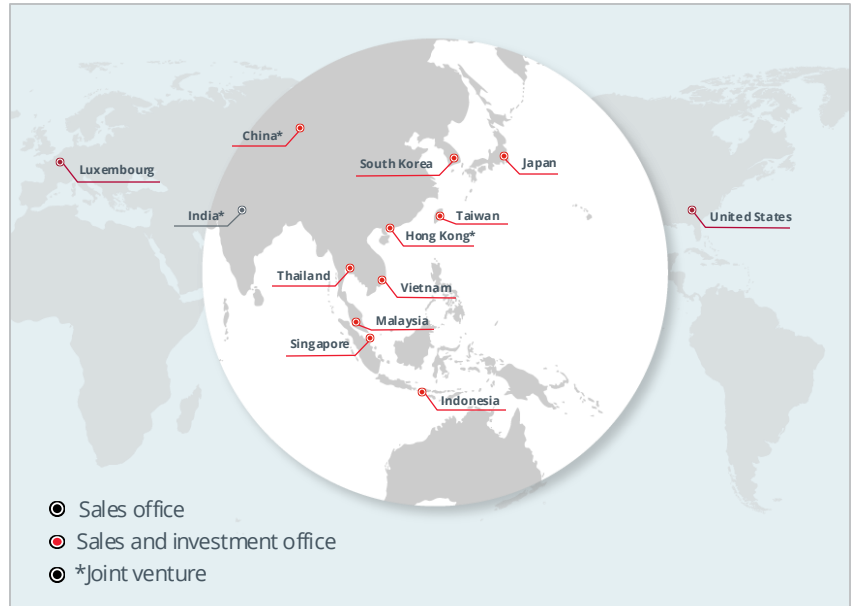 China*
South Korea
Japan
Luxembourg
India*
Taiwan
United States
Hong Kong*
Thailand
Vietnam
Malaysia
Singapore
Indonesia
Sales office
Sales and investment office
*Joint venture